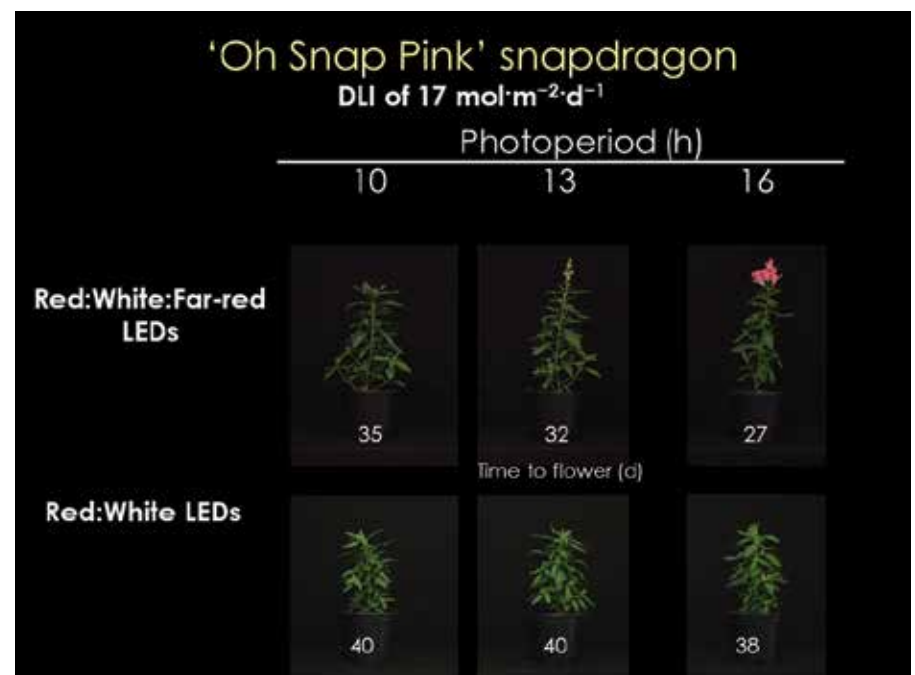 ‘Oh Snap Pink’ snapdragon
DLI of 17 mol·m⁻²·d⁻¹
Photoperiod (h)
10 13 16
Red:White:Far-red
LEDs
35 32 27
Time to flower (d)
Red:White LEDs
40 40 38